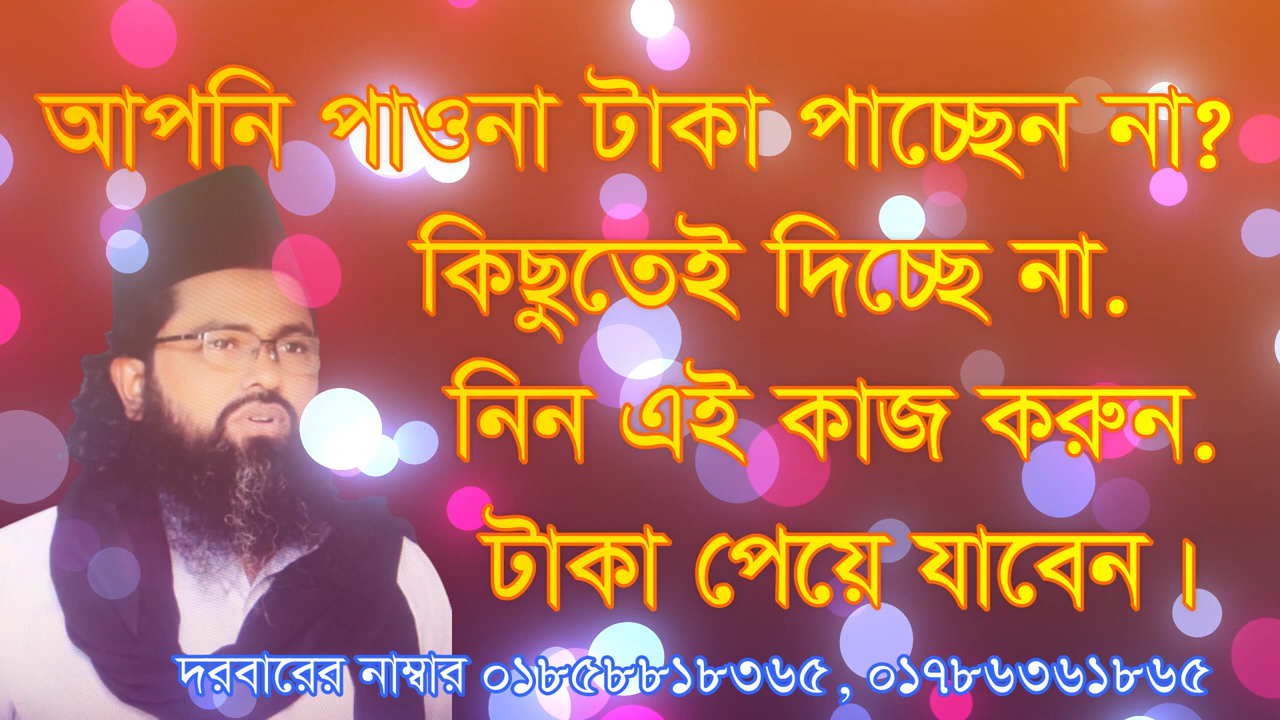 আপনি পাওনা টাকা পাচ্ছেন না?
কিছুতেই দিচ্ছে না.
নিন এই কাজ করুন.
টাকা পেয়ে যাবেন।
দরবারের নাম্বার ০১৮৫৮৮১৮৩৬৫, ০১৭৮৬৩৬১৮৬৫